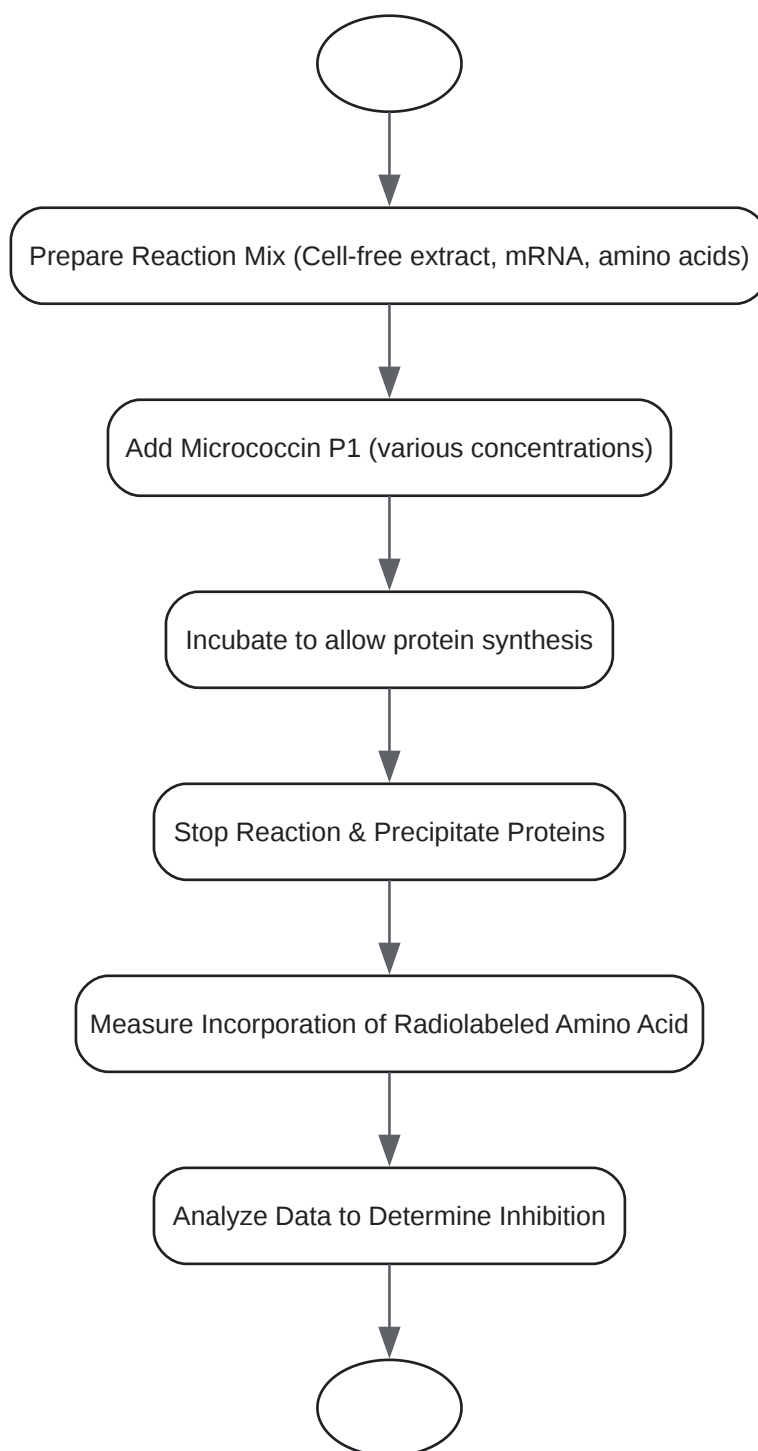 Prepare Reaction Mix (Cell-free extract, mRNA, amino acids)
Add Micrococcin P1 (various concentrations)
Incubate to allow protein synthesis
Stop Reaction & Precipitate Proteins
Measure Incorporation of Radiolabeled Amino Acid
Analyze Data to Determine Inhibition